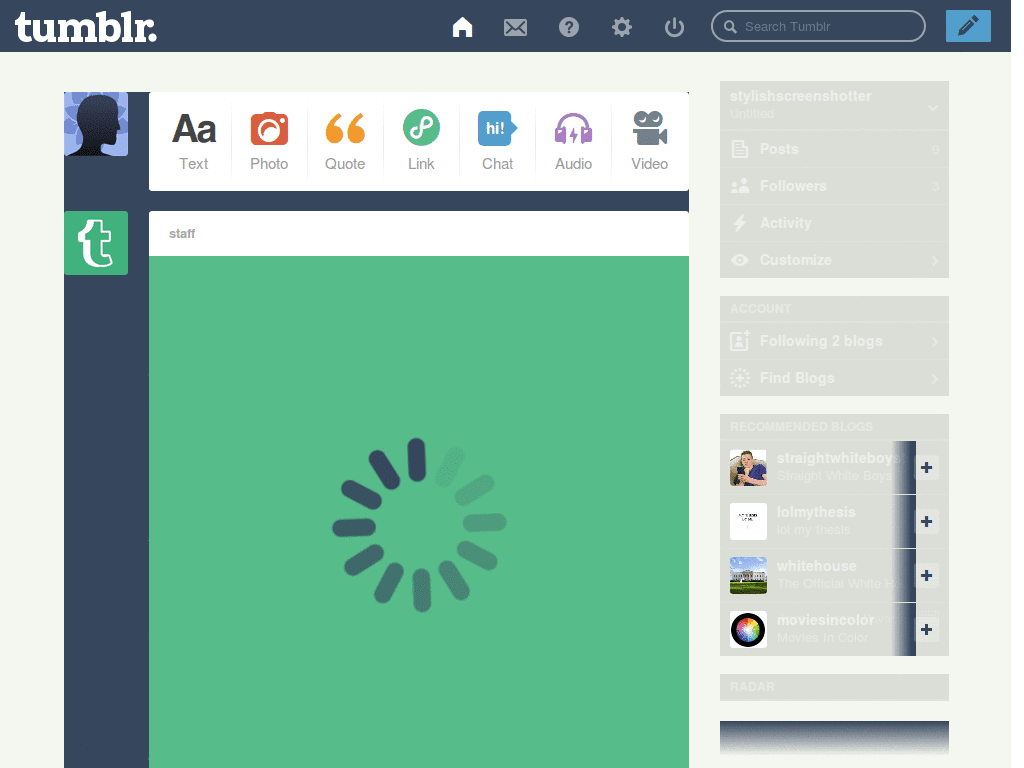 tumblr.
Search Tumblr
Aa
Text
Photo
Quote
Link
hi!
Chat
Audio
Video
staff
stylishscreenshotter
Untitled
Posts 6
Followers 3
Activity
Customize
ACCOUNT
Following 2 blogs
Find Blogs
RECOMMENDED BLOGS
straightwhiteboyst
Straight White Boys
lolmythesis
lol my thesis
whitehouse
The Official White H
moviesincolor
Movies In Color
RADAR